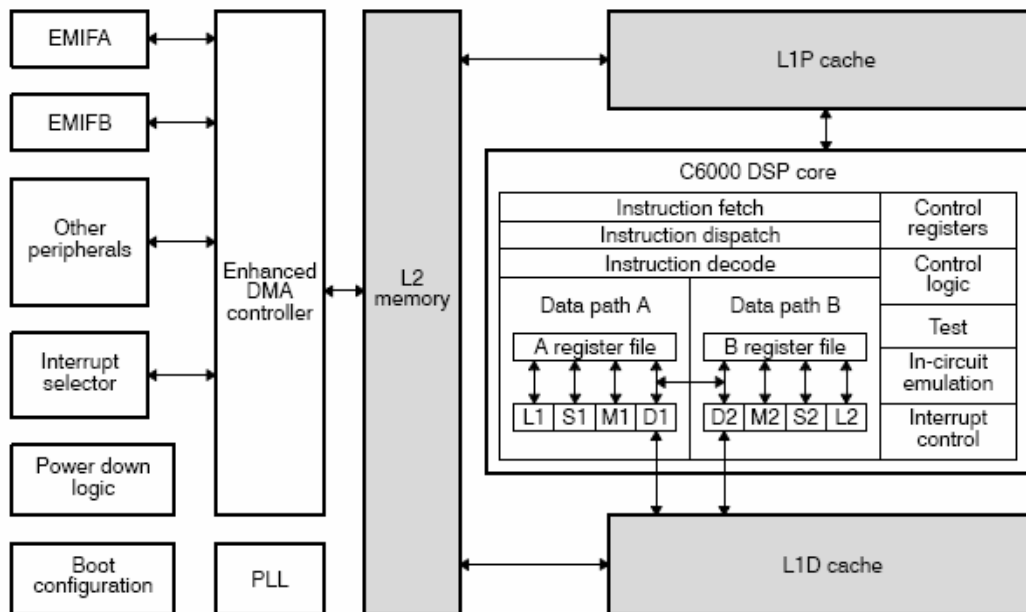 EMIFA
EMIFB
Other
peripherals
Interrupt
selector
Power down
logic
Boot
configuration
Enhanced
DMA
controller
PLL
L2
memory
L1P cache
C6000 DSP core
Instruction fetch
Instruction dispatch
Instruction decode
Data path A
A register file
L1 S1 M1 D1
Data path B
B register file
D2 M2 S2 L2
Control
registers
Control
logic
Test
In-circuit
emulation
Interrupt
control
L1D cache